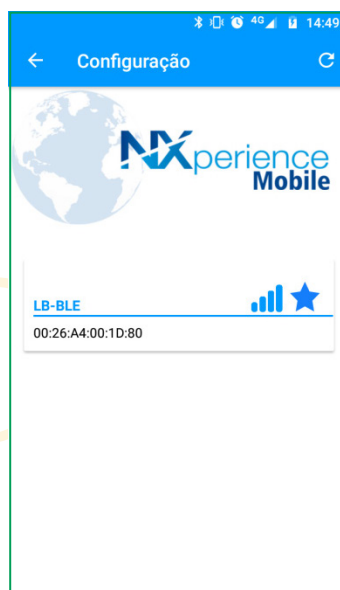 4G 14:49
Configuração
NXperience
Mobile
LB-BLE
00:26:A4:00:1D:80